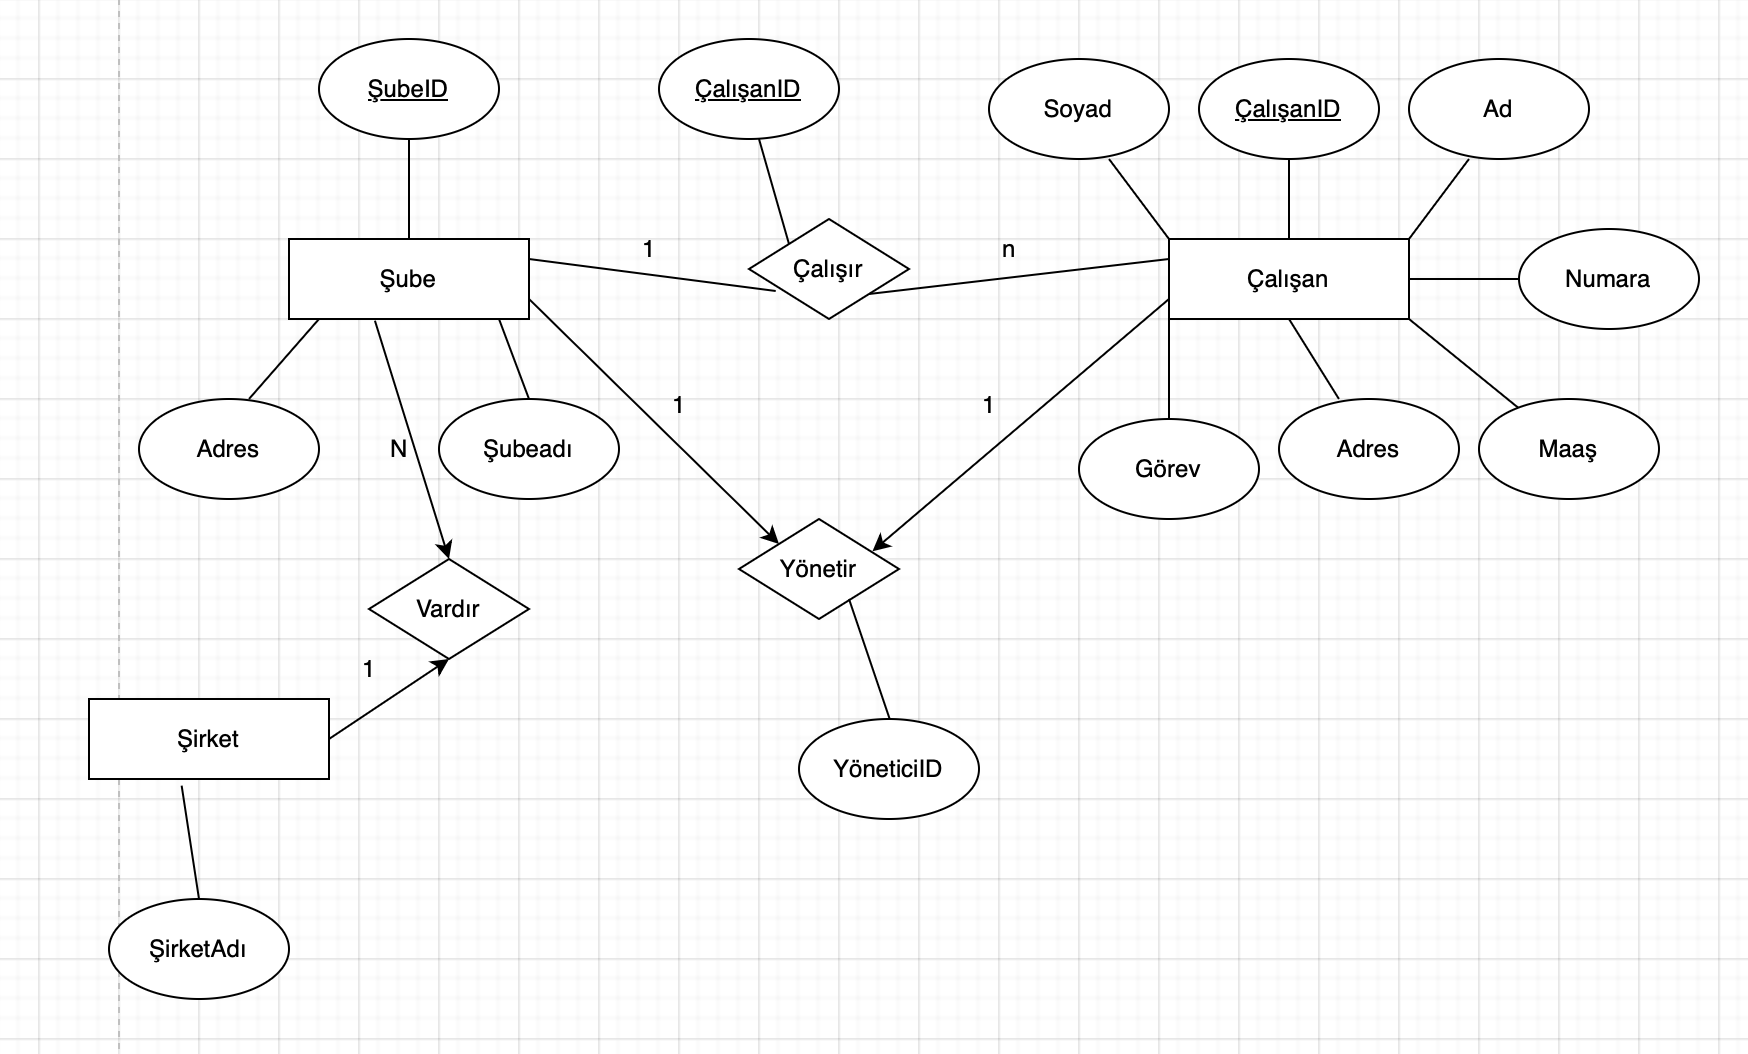 ŞubeID
ÇalışanID
Soyad
ÇalışanID
Ad
Şube
1
Çalışır
n
Çalışan
Numara
Adres
N
Şubeadı
1
1
Görev
Adres
Maaş
Vardır
Yönetir
1
Şirket
YöneticiID
ŞirketAdı